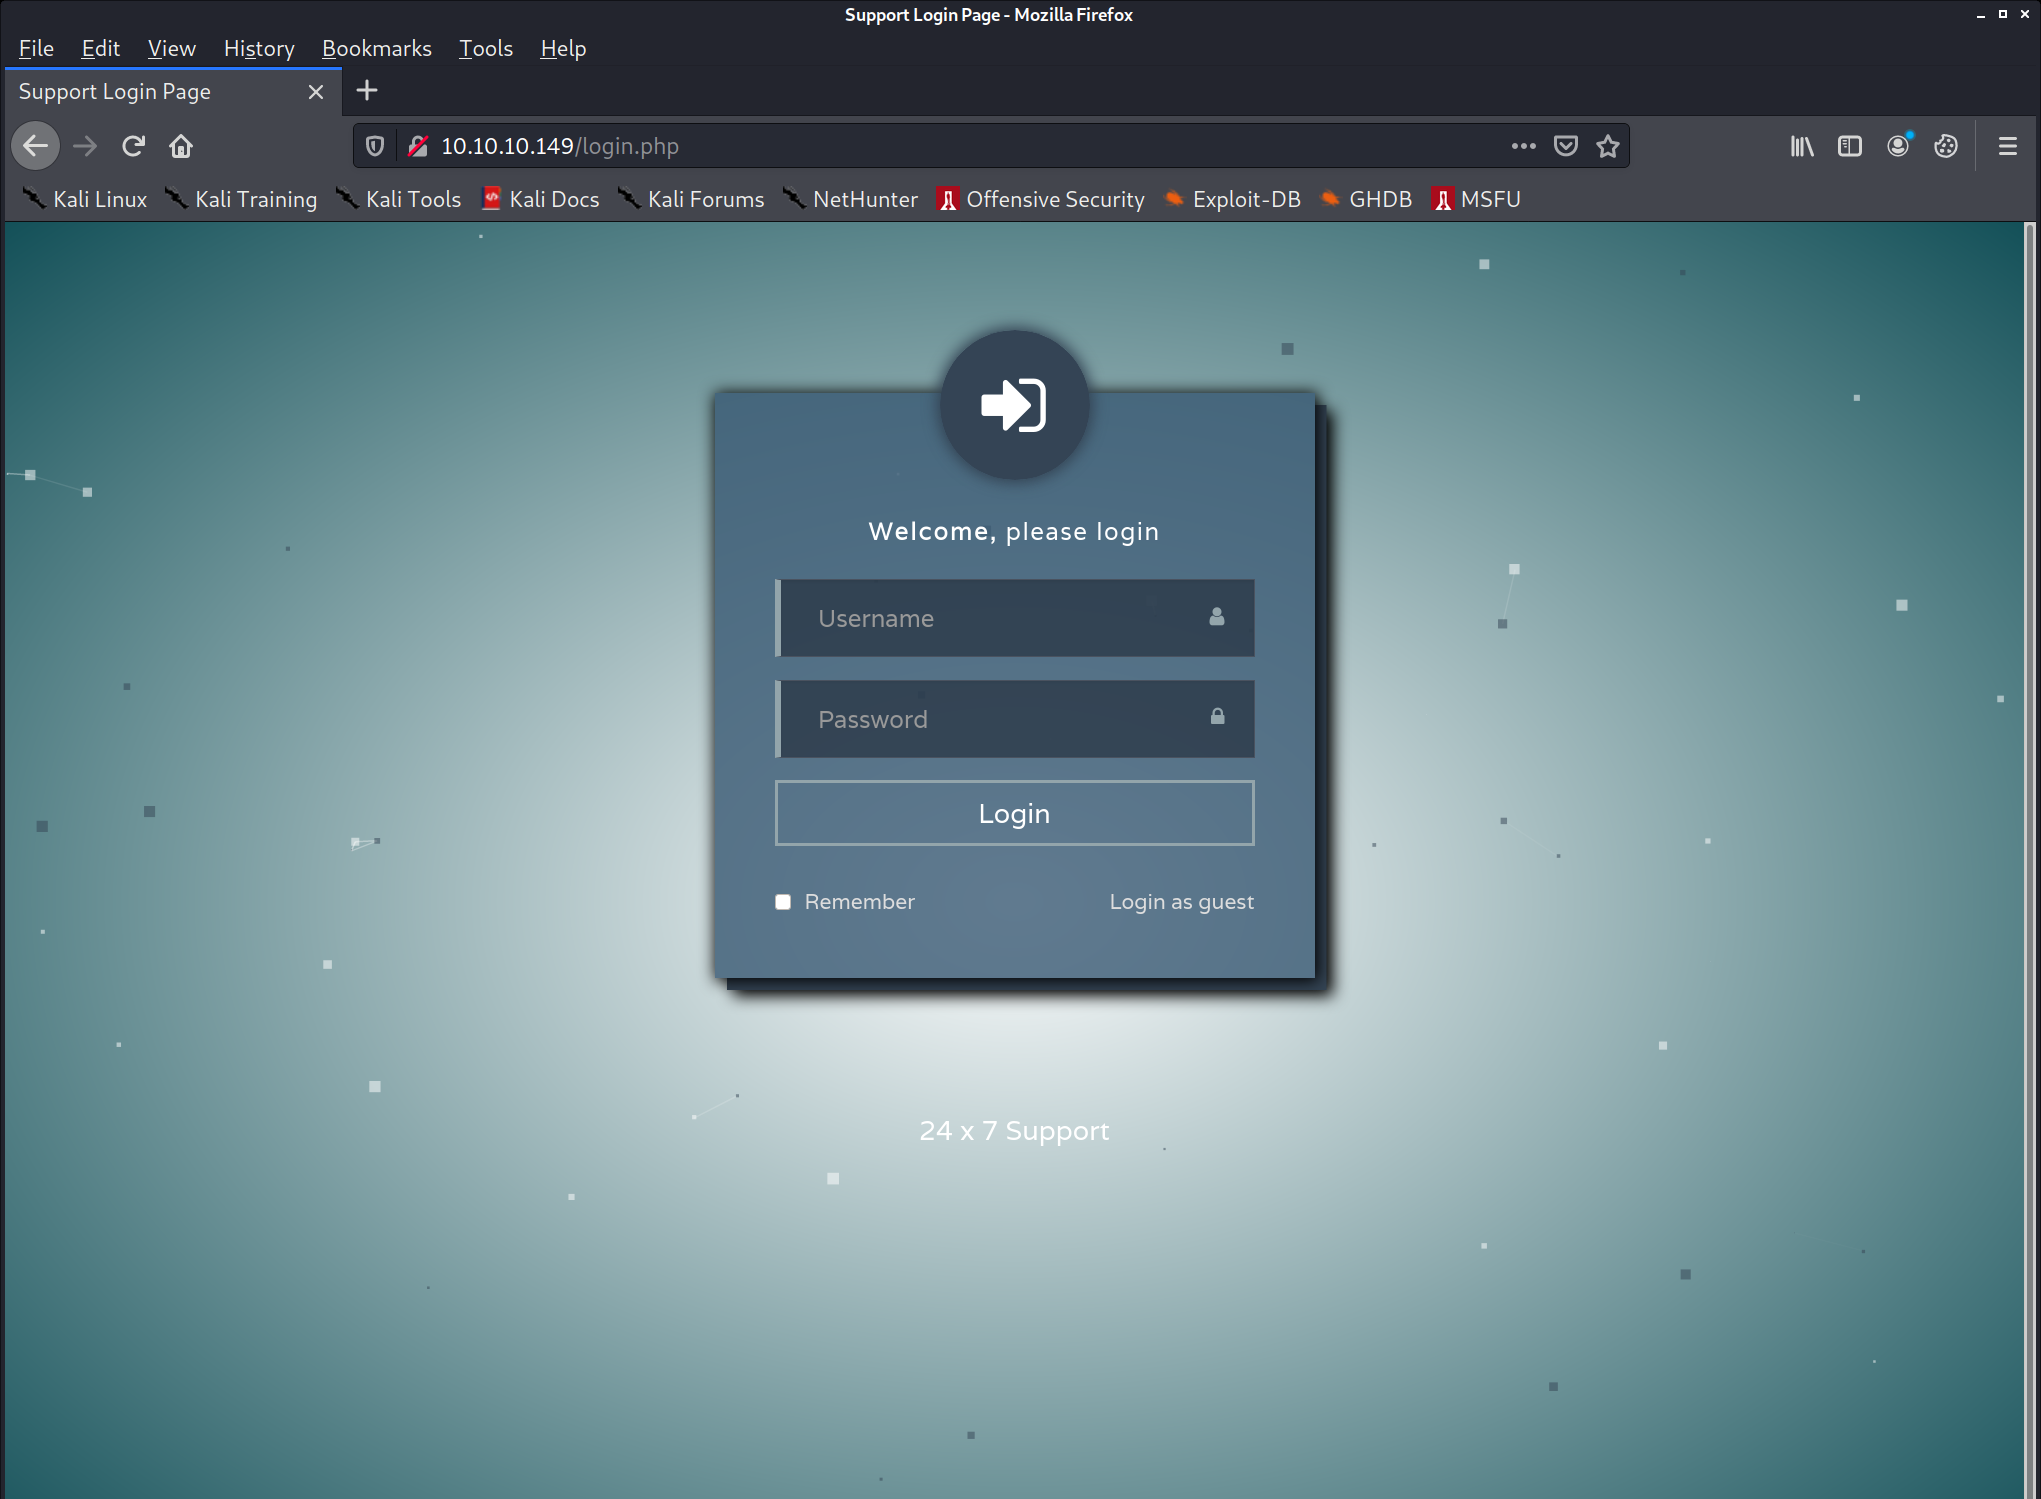 Support Login Page - Mozilla Firefox
File Edit View History Bookmarks Tools Help
Support Login Page
10.10.10.149/login.php
Kali Linux Kali Training Kali Tools Kali Docs Kali Forums NetHunter Offensive Security Exploit-DB GHDB MSFU
Welcome, please login
Username
Password
Login
Remember Login as guest
24 x 7 Support